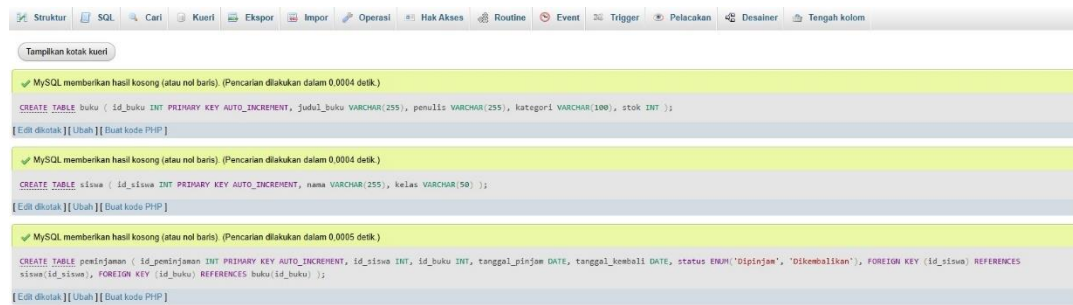 Struktur SQL Cari Kueri Ekspor Impor Operasi Hak Akses Routine Event Trigger Pelacakan Desainer Tengah kolom
Tampilkan kotak kueri
MySQL memberikan hasil kosong (atau nol baris). (Pencarian dilakukan dalam 0,0004 detik.)
CREATE TABLE buku ( id_buku INT PRIMARY KEY AUTO_INCREMENT, judul_buku VARCHAR(255), penulis VARCHAR(255), kategori VARCHAR(100), stok INT );
[ Edit dikotak ] [ Ubah ] [ Buat kode PHP ]
MySQL memberikan hasil kosong (atau nol baris). (Pencarian dilakukan dalam 0,0004 detik.)
CREATE TABLE siswa ( id_siswa INT PRIMARY KEY AUTO_INCREMENT, nama VARCHAR(255), kelas VARCHAR(50) );
[ Edit dikotak ] [ Ubah ] [ Buat kode PHP ]
MySQL memberikan hasil kosong (atau nol baris). (Pencarian dilakukan dalam 0,0005 detik.)
CREATE TABLE peminjaman ( id_peminjaman INT PRIMARY KEY AUTO_INCREMENT, id_siswa INT, id_buku INT, tanggal_pinjam DATE, tanggal_kembali DATE, status ENUM('Dipinjam', 'Dikembalikan'), FOREIGN KEY (id_siswa) REFERENCES
siswa(id_siswa), FOREIGN KEY (id_buku) REFERENCES buku(id_buku) );
[ Edit dikotak ] [ Ubah ] [ Buat kode PHP ]